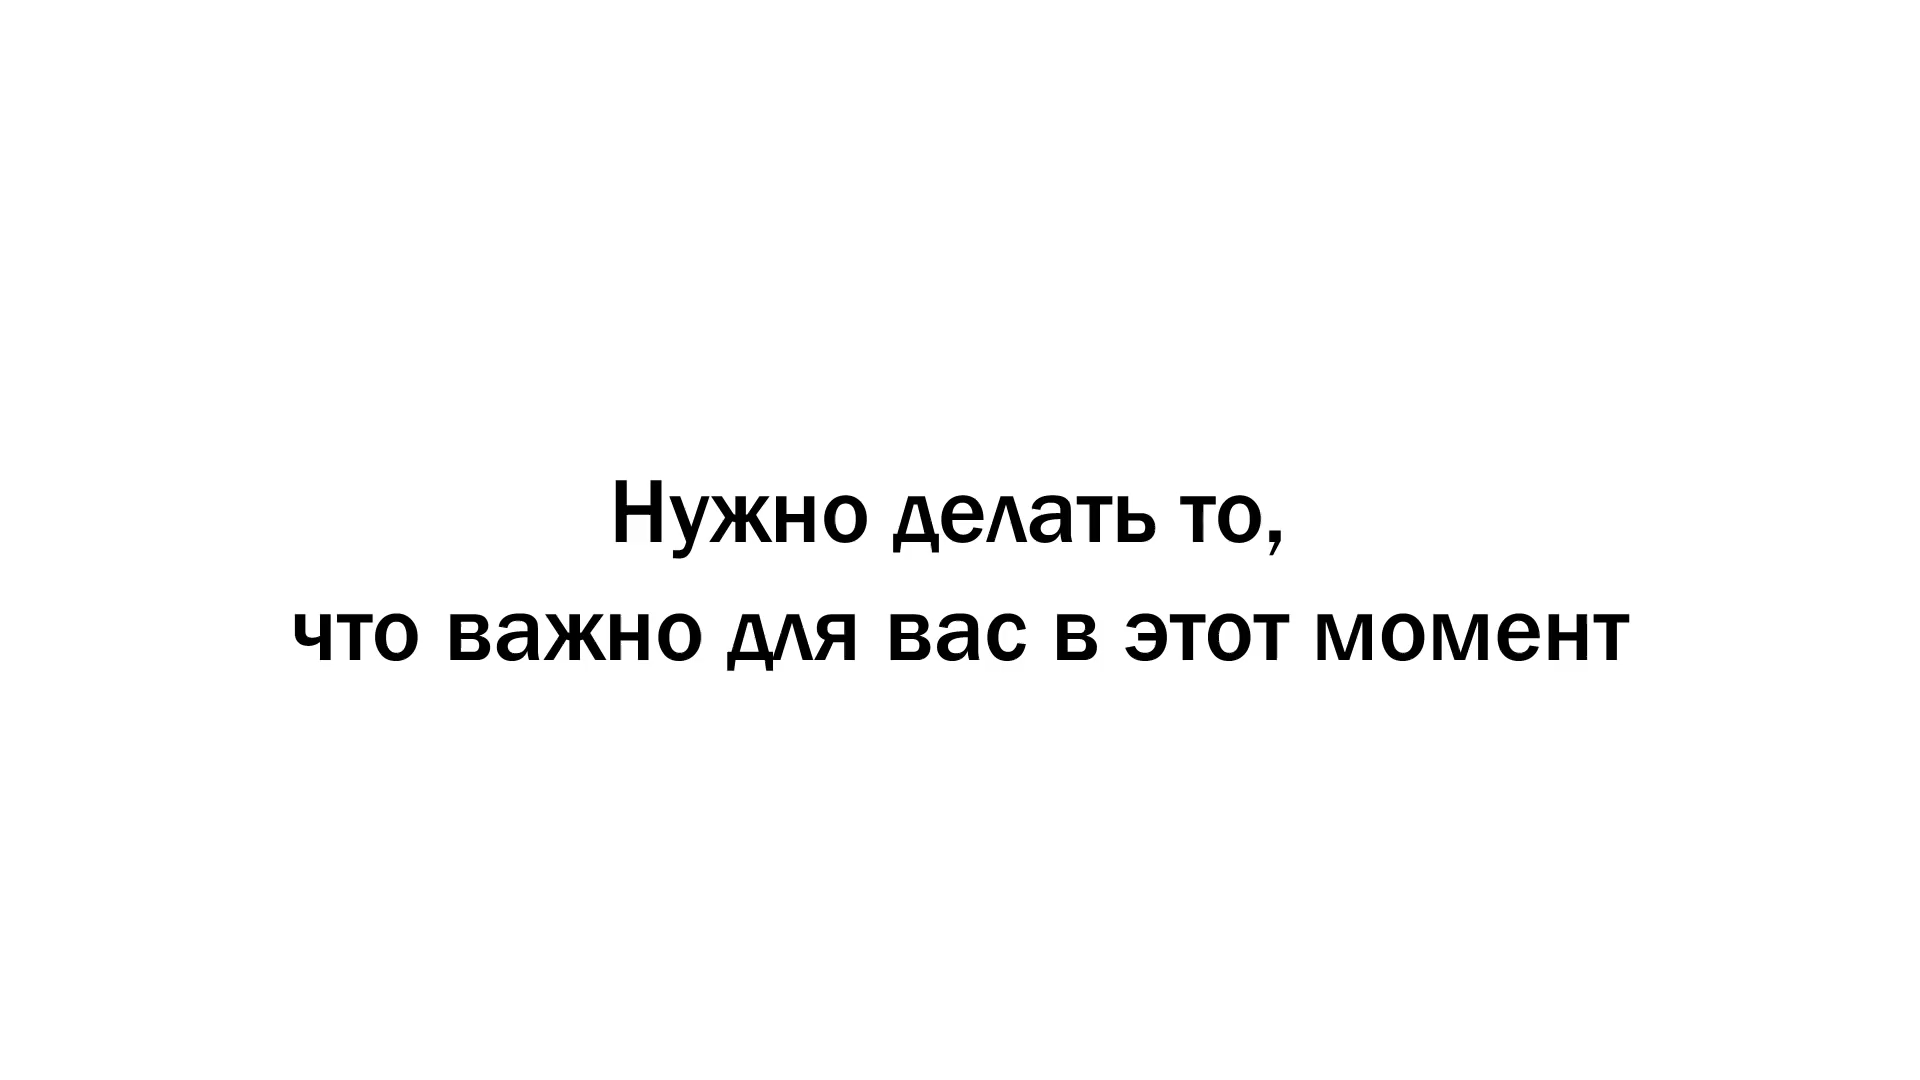 Нужно делать то,
что важно для вас в этот момент